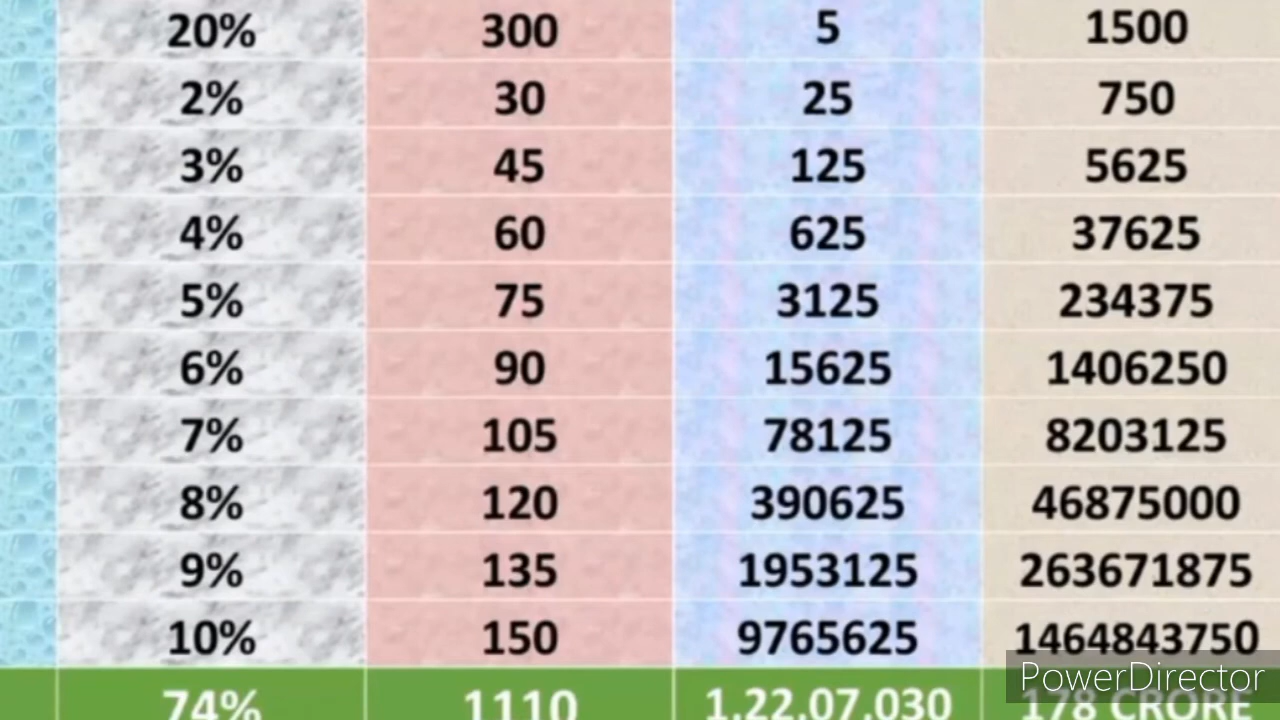 20% 300 5 1500
2% 30 25 750
3% 45 125 5625
4% 60 625 37625
5% 75 3125 234375
6% 90 15625 1406250
7% 105 78125 8203125
8% 120 390625 46875000
9% 135 1953125 263671875
10% 150 9765625 1464843750
74% 1110 1,22,07,030 178 CRORE
PowerDirector